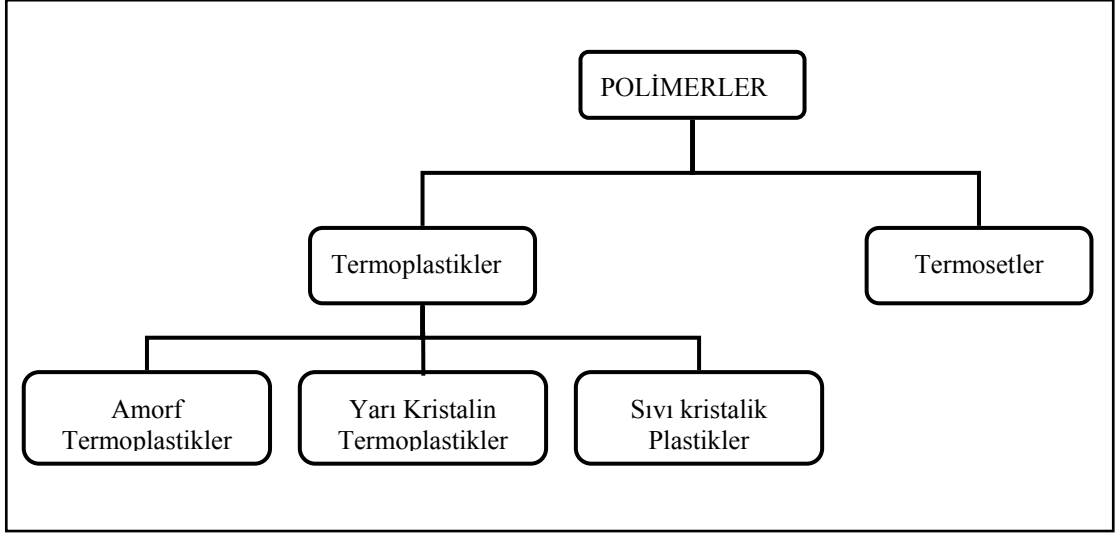 POLİMERLER
Termoplastikler
Termosetler
Amorf
Termoplastikler
Yarı Kristalin
Termoplastikler
Sıvı kristalik
Plastikler